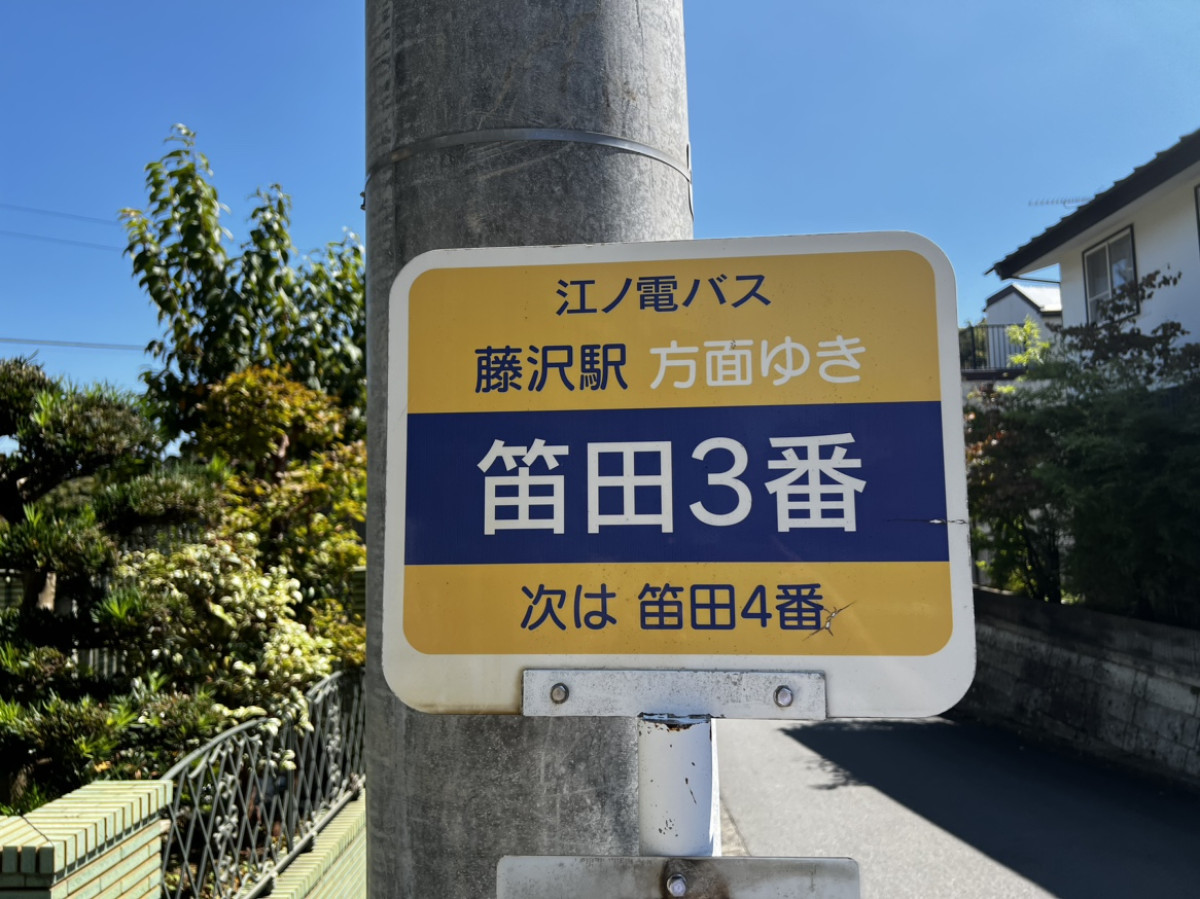 江ノ電バス
藤沢駅 方面ゆき
笛田3番
次は 笛田4番